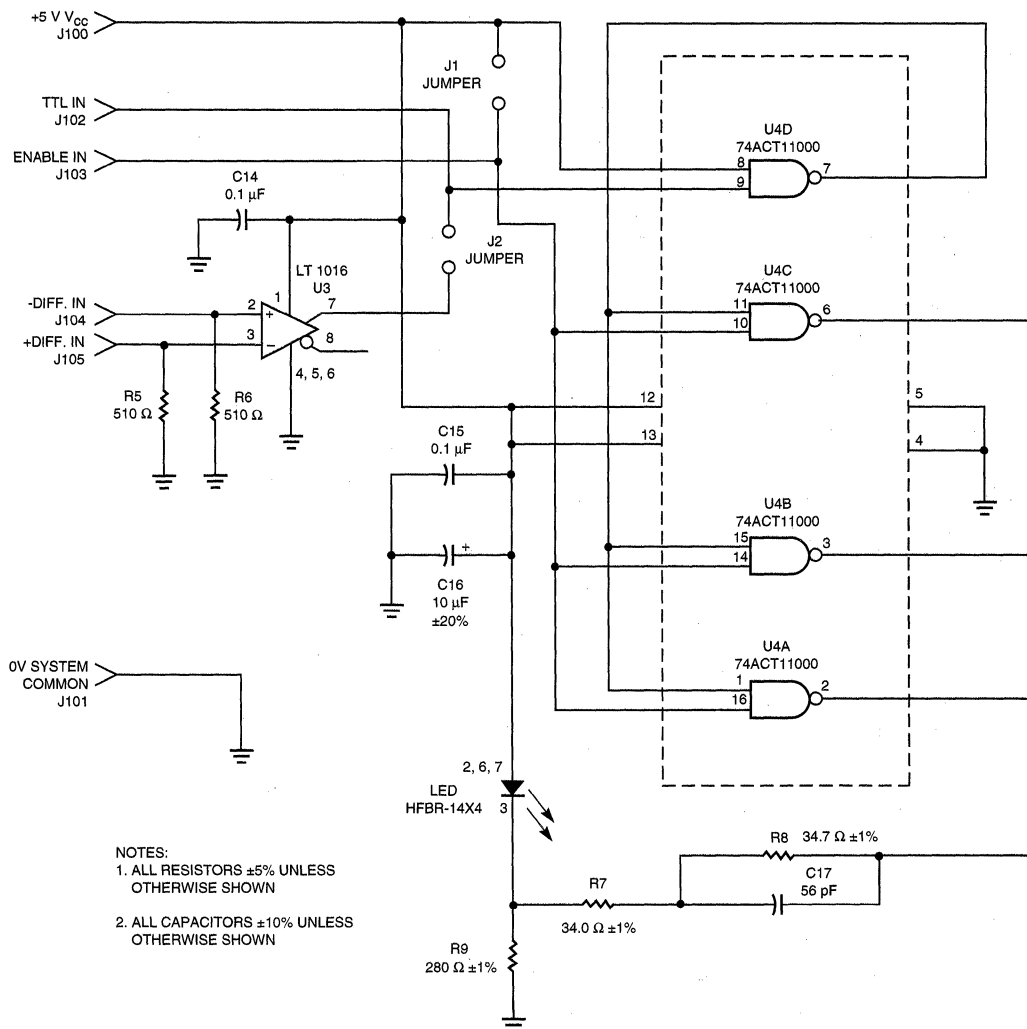 +5 V VCC
J100
J1
JUMPER
TTL IN
J102
ENABLE IN
J103
C14
0.1 µF
U4D
74ACT11000
8
9
7
J2
JUMPER
LT 1016
U3
1
7
-DIFF. IN
J104
2
+
+DIFF. IN
J105
3
–
8
4, 5, 6
U4C
74ACT11000
11
10
6
R5
510 Ω
R6
510 Ω
12
5
13
4
C15
0.1 µF
+
C16
10 µF
±20%
U4B
74ACT11000
15
14
3
0V SYSTEM
COMMON
J101
U4A
74ACT11000
1
16
2
2, 6, 7
LED
HFBR-14X4
3
R8
34.7 Ω ±1%
C17
56 pF
R7
34.0 Ω ±1%
R9
280 Ω ±1%
NOTES:
1. ALL RESISTORS ±5% UNLESS
OTHERWISE SHOWN
2. ALL CAPACITORS ±10% UNLESS
OTHERWISE SHOWN